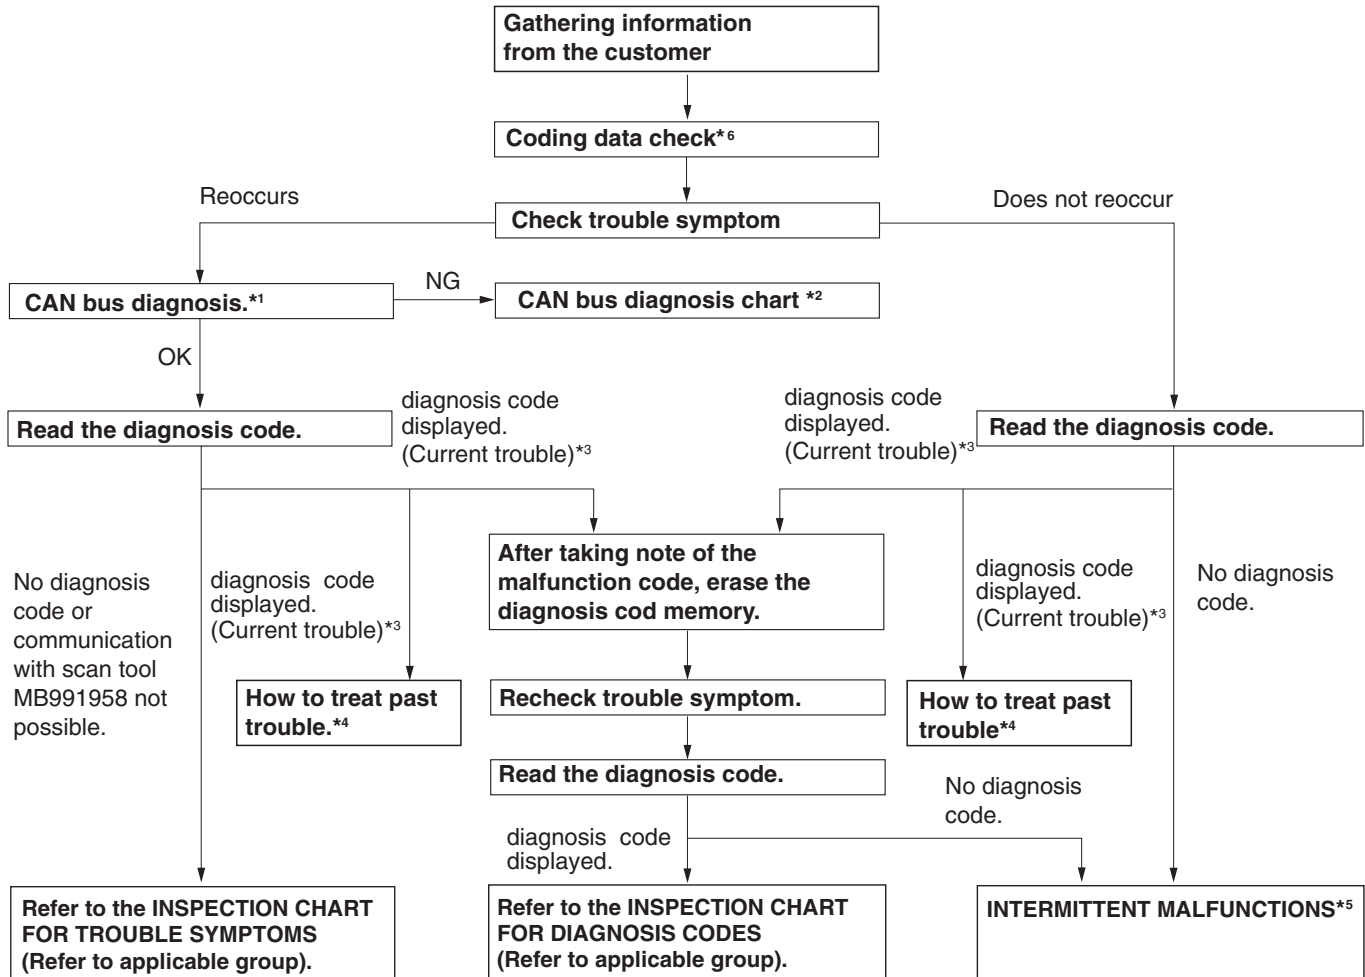 Gathering information
from the customer
Coding data check*6
Reoccurs
Does not reoccur
Check trouble symptom
NG
CAN bus diagnosis.*1
CAN bus diagnosis chart *2
OK
diagnosis code
displayed.
(Current trouble)*3
diagnosis code
displayed.
(Current trouble)*3
Read the diagnosis code.
Read the diagnosis code.
After taking note of the
malfunction code, erase the
diagnosis cod memory.
No diagnosis
code or
communication
with scan tool
MB991958 not
possible.
diagnosis code
displayed.
(Current trouble)*3
diagnosis code
displayed.
(Current trouble)*3
No diagnosis
code.
How to treat past
trouble.*4
Recheck trouble symptom.
How to treat past
trouble*4
Read the diagnosis code.
No diagnosis
code.
diagnosis code
displayed.
Refer to the INSPECTION CHART
FOR TROUBLE SYMPTOMS
(Refer to applicable group).
Refer to the INSPECTION CHART
FOR DIAGNOSIS CODES
(Refer to applicable group).
INTERMITTENT MALFUNCTIONS*5